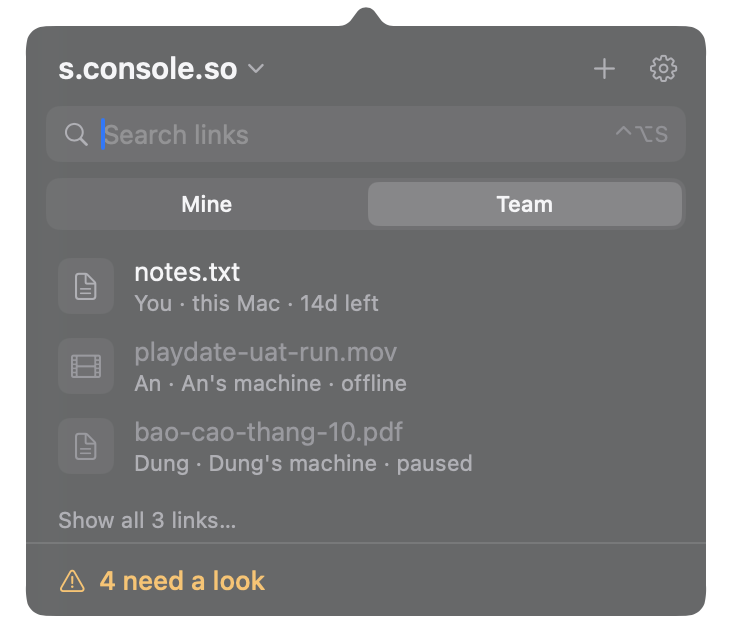 s.console.so
Search links ⌃⌥S
Mine Team
notes.txt
You · this Mac · 14d left
playdate-uat-run.mov
An · An's machine · offline
bao-cao-thang-10.pdf
Dung · Dung's machine · paused
Show all 3 links...
4 need a look